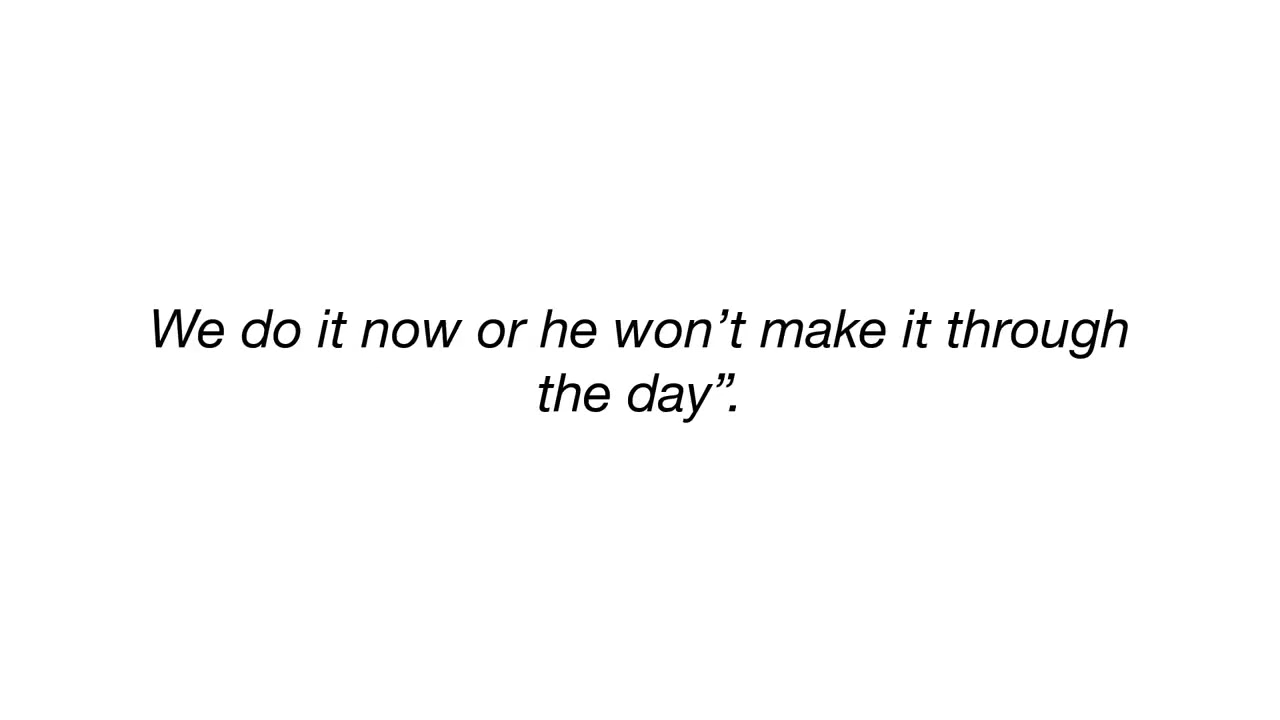 We do it now or he won’t make it through
the day”.